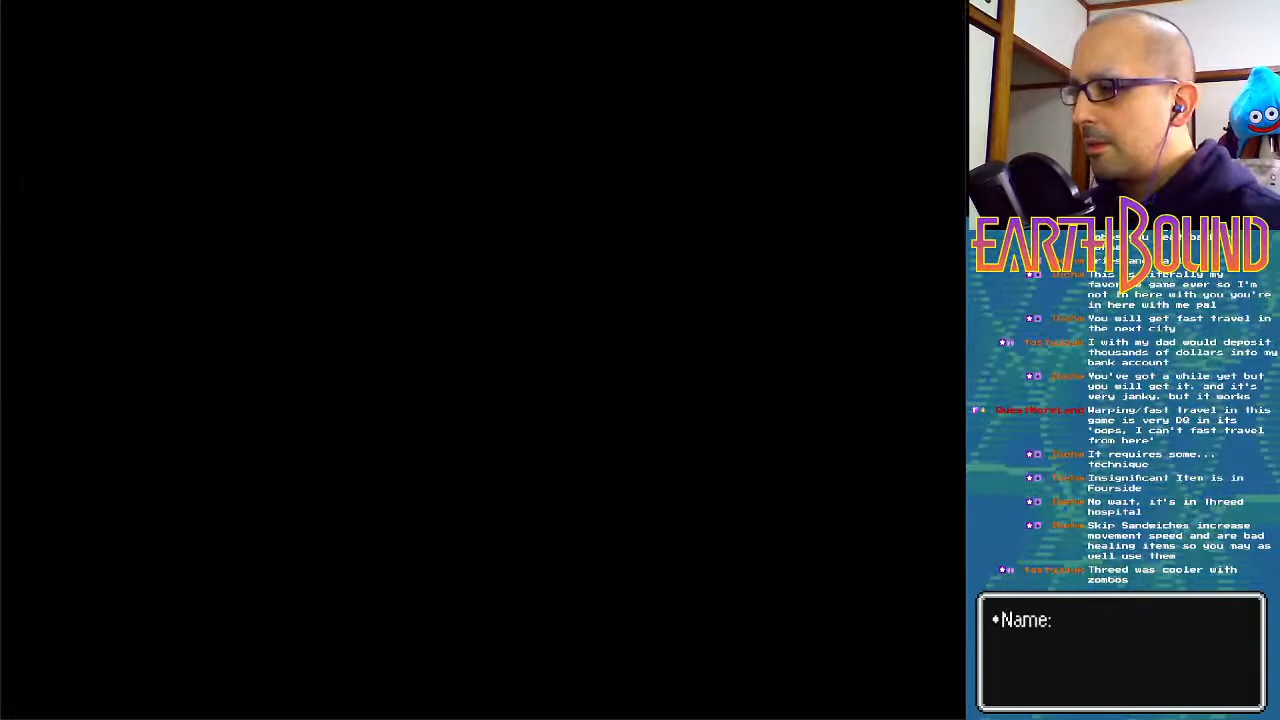 EARTHBOUND
This is literally my
favorite game ever so I'm
not in here with you you're
in here with me pal
You will get fast travel in
the next city
I with my dad would deposit
thousands of dollars into my
bank account
You've got a while yet but
you will get it. and it's
very janky, but it works
QuestMoreLand Warping/fast travel in this
game is very DQ in its
'oops, I can't fast travel
from here'
It requires some...
technique
Insignificant Item is in
Fourside
No wait, it's in Threed
hospital
Skip Sandwiches increase
movement speed and are bad
healing items so you may as
well use them
Threed was cooler with
zombos
•Name: